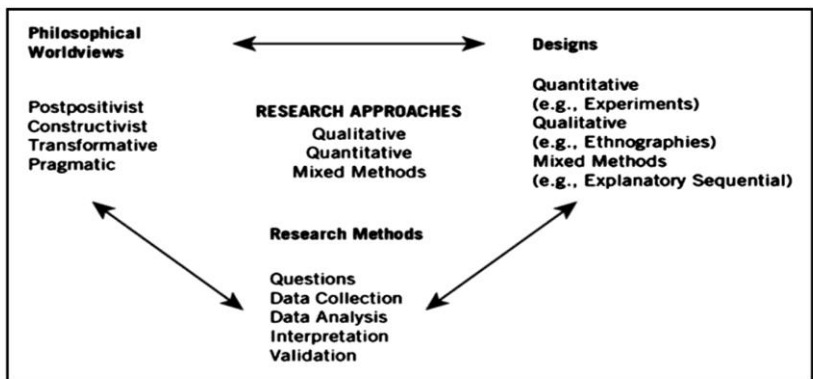 Philosophical
Worldviews
Postpositivist
Constructivist
Transformative
Pragmatic
RESEARCH APPROACHES
Qualitative
Quantitative
Mixed Methods
Designs
Quantitative
(e.g., Experiments)
Qualitative
(e.g., Ethnographies)
Mixed Methods
(e.g., Explanatory Sequential)
Research Methods
Questions
Data Collection
Data Analysis
Interpretation
Validation